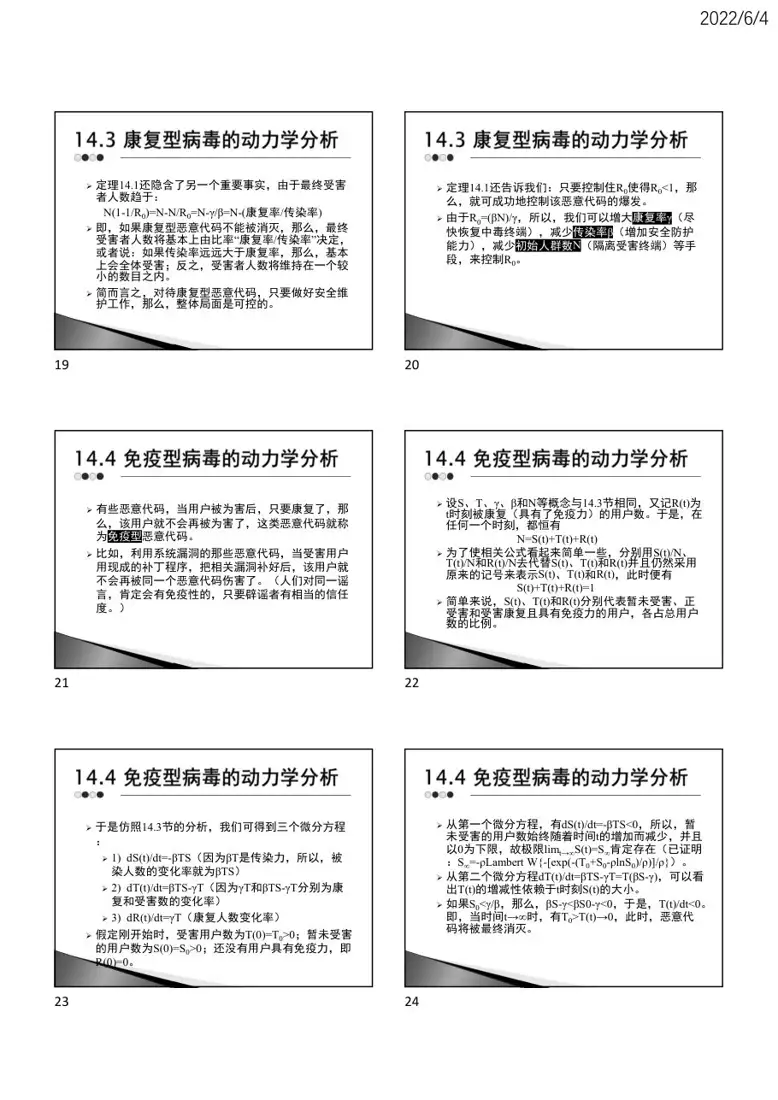 2022/6/4
14.3 康复型病毒的动力学分析
➢ 定理14.1还隐含了另一个重要事实，由于最终受害
者人数趋于：
N(1-1/R0)=N-N/R0=N-γ/β=N-(康复率/传染率)
➢ 即，如果康复型恶意代码不能被消灭，那么，最终
受害者人数将基本上由比率“康复率/传染率”决定，
或者说：如果传染率远远大于康复率，那么，基本
上会全体受害；反之，受害者人数将维持在一个较
小的数目之内。
➢ 简而言之，对待康复型恶意代码，只要做好安全维
护工作，那么，整体局面是可控的。
19
14.3 康复型病毒的动力学分析
➢ 定理14.1还告诉我们：只要控制住R0使得R0<1，那
么，就可成功地控制该恶意代码的爆发。
➢ 由于R0=(βN)/γ，所以，我们可以增大康复率γ（尽
快恢复中毒终端），减少传染率β（增加安全防护
能力），减少初始人群数N（隔离受害终端）等手
段，来控制R0。
20
14.4 免疫型病毒的动力学分析
➢ 有些恶意代码，当用户被为害后，只要康复了，那
么，该用户就不会再被为害了，这类恶意代码就称
为免疫型恶意代码。
➢ 比如，利用系统漏洞的那些恶意代码，当受害用户
用现成的补丁程序，把相关漏洞补好后，该用户就
不会再被同一个恶意代码伤害了。（人们对同一谣
言，肯定会有免疫性的，只要辟谣者有相当的信任
度。）
21
14.4 免疫型病毒的动力学分析
➢ 设S、T、γ、β和N等概念与14.3节相同，又记R(t)为
t时刻被康复（具有了免疫力）的用户数。于是，在
任何一个时刻，都恒有
N=S(t)+T(t)+R(t)
➢ 为了使相关公式看起来简单一些，分别用S(t)/N、
T(t)/N和R(t)/N去代替S(t)、T(t)和R(t)并且仍然采用
原来的记号来表示S(t)、T(t)和R(t)，此时便有
S(t)+T(t)+R(t)=1
➢ 简单来说，S(t)、T(t)和R(t)分别代表暂未受害、正
受害和受害康复且具有免疫力的用户，各占总用户
数的比例。
22
14.4 免疫型病毒的动力学分析
➢ 于是仿照14.3节的分析，我们可得到三个微分方程
：
➢ 1) dS(t)/dt=-βTS（因为βT是传染力，所以，被
染人数的变化率就为βTS）
➢ 2) dT(t)/dt=βTS-γT（因为γT和βTS-γT分别为康
复和受害数的变化率）
➢ 3) dR(t)/dt=γT（康复人数变化率）
➢ 假定刚开始时，受害用户数为T(0)=T0>0；暂未受害
的用户数为S(0)=S0>0；还没有用户具有免疫力，即
R(0)=0。
23
14.4 免疫型病毒的动力学分析
➢ 从第一个微分方程，有dS(t)/dt=-βTS<0，所以，暂
未受害的用户数始终随着时间t的增加而减少，并且
以0为下限，故极限limt→∞S(t)=S∞肯定存在（已证明
：S∞=-ρLambert W{-[exp(-(T0+S0-ρlnS0)/ρ)]/ρ}）。
➢ 从第二个微分方程dT(t)/dt=βTS-γT=T(βS-γ)，可以看
出T(t)的增减性依赖于t时刻S(t)的大小。
➢ 如果S0<γ/β，那么，βS-γ<βS0-γ<0，于是，T(t)/dt<0。
即，当时间t→∞时，有T0>T(t)→0，此时，恶意代
码将被最终消灭。
24